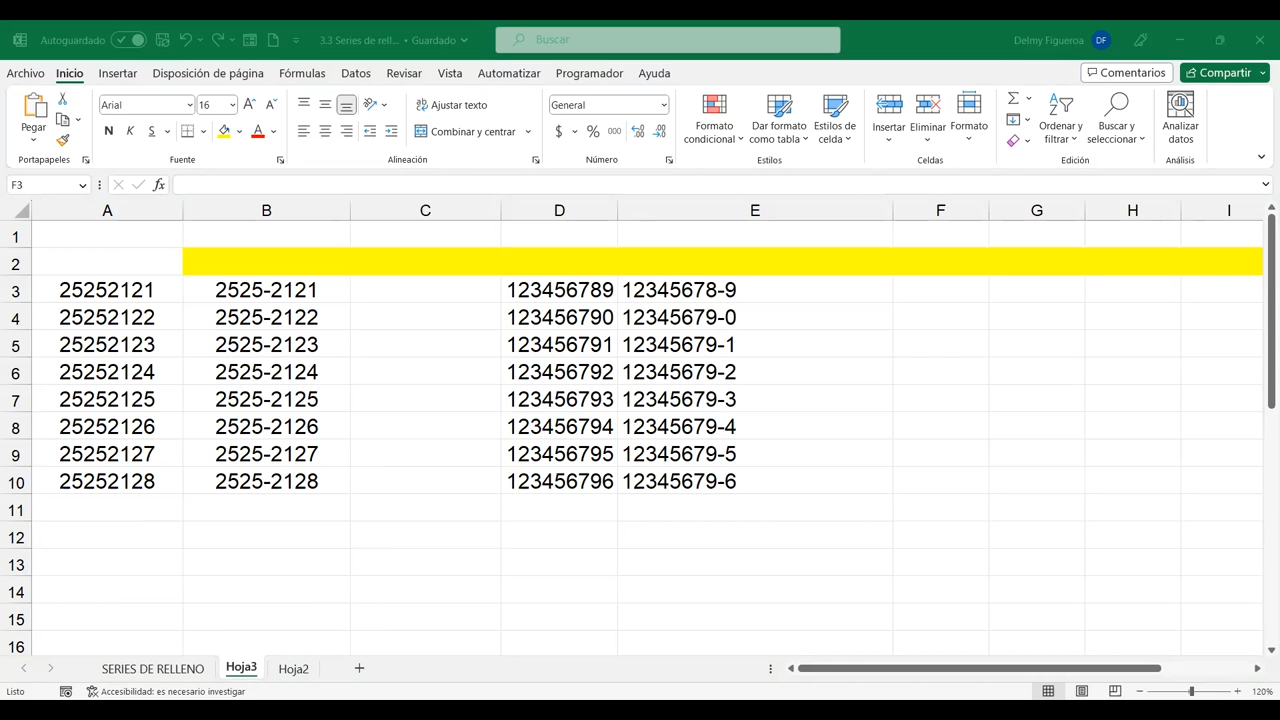 Autoguardado
3.3 Series de rell... • Guardado
Buscar
Delmy Figueroa DF
Archivo Inicio Insertar Disposición de página Fórmulas Datos Revisar Vista Automatizar Programador Ayuda Comentarios Compartir
Pegar
Arial 16
N K S
Ajustar texto
Combinar y centrar
General
$ % 000
Formato condicional
Dar formato como tabla
Estilos de celda
Insertar Eliminar Formato
Ordenar y filtrar
Buscar y seleccionar
Analizar datos
Portapapeles Fuente Alineación Número Estilos Celdas Edición Análisis
F3 fx
A B C D E F G H I
1
2
3 25252121 2525-2121 123456789 12345678-9
4 25252122 2525-2122 123456790 12345679-0
5 25252123 2525-2123 123456791 12345679-1
6 25252124 2525-2124 123456792 12345679-2
7 25252125 2525-2125 123456793 12345679-3
8 25252126 2525-2126 123456794 12345679-4
9 25252127 2525-2127 123456795 12345679-5
10 25252128 2525-2128 123456796 12345679-6
11
12
13
14
15
16
SERIES DE RELLENO Hoja3 Hoja2 +
Listo Accesibilidad: es necesario investigar 120%